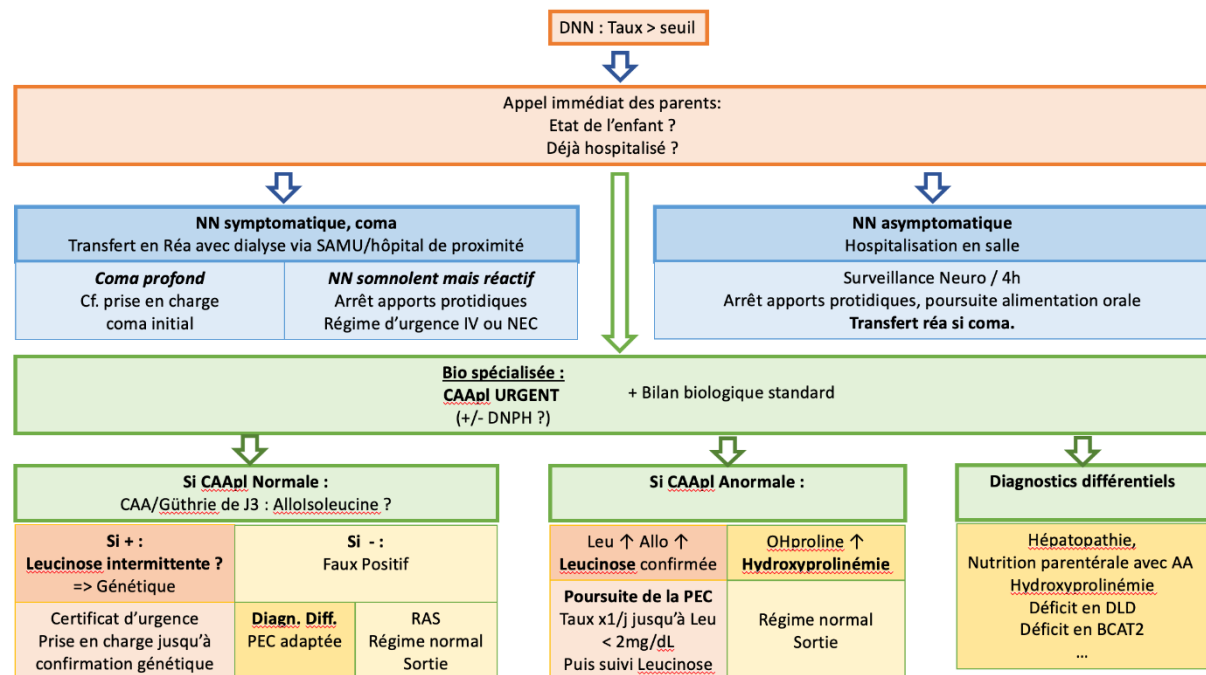 DNN : Taux > seuil
Appel immédiat des parents:
Etat de l'enfant ?
Déjà hospitalisé ?
NN symptomatique, coma
Transfert en Réa avec dialyse via SAMU/hôpital de proximité
Coma profond
Cf. prise en charge
coma initial
NN somnolent mais réactif
Arrêt apports protidiques
Régime d'urgence IV ou NEC
NN asymptomatique
Hospitalisation en salle
Surveillance Neuro / 4h
Arrêt apports protidiques, poursuite alimentation orale
Transfert réa si coma.
Bio spécialisée :
CAApl URGENT
(+/- DNPH ?)
+ Bilan biologique standard
Si CAApl Normale :
CAA/Güthrie de J3 : AlloIsoleucine ?
Si + :
Leucinose intermittente ?
=> Génétique
Certificat d'urgence
Prise en charge jusqu'à
confirmation génétique
Si - :
Faux Positif
Diagn. Diff.
PEC adaptée
RAS
Régime normal
Sortie
Si CAApl Anormale :
Leu ↑ Allo ↑
Leucinose confirmée
Poursuite de la PEC
Taux x1/j jusqu'à Leu
< 2mg/dL
Puis suivi Leucinose
OHproline ↑
Hydroxyprolinémie
Régime normal
Sortie
Diagnostics différentiels
Hépatopathie,
Nutrition parentérale avec AA
Hydroxyprolinémie
Déficit en DLD
Déficit en BCAT2
...